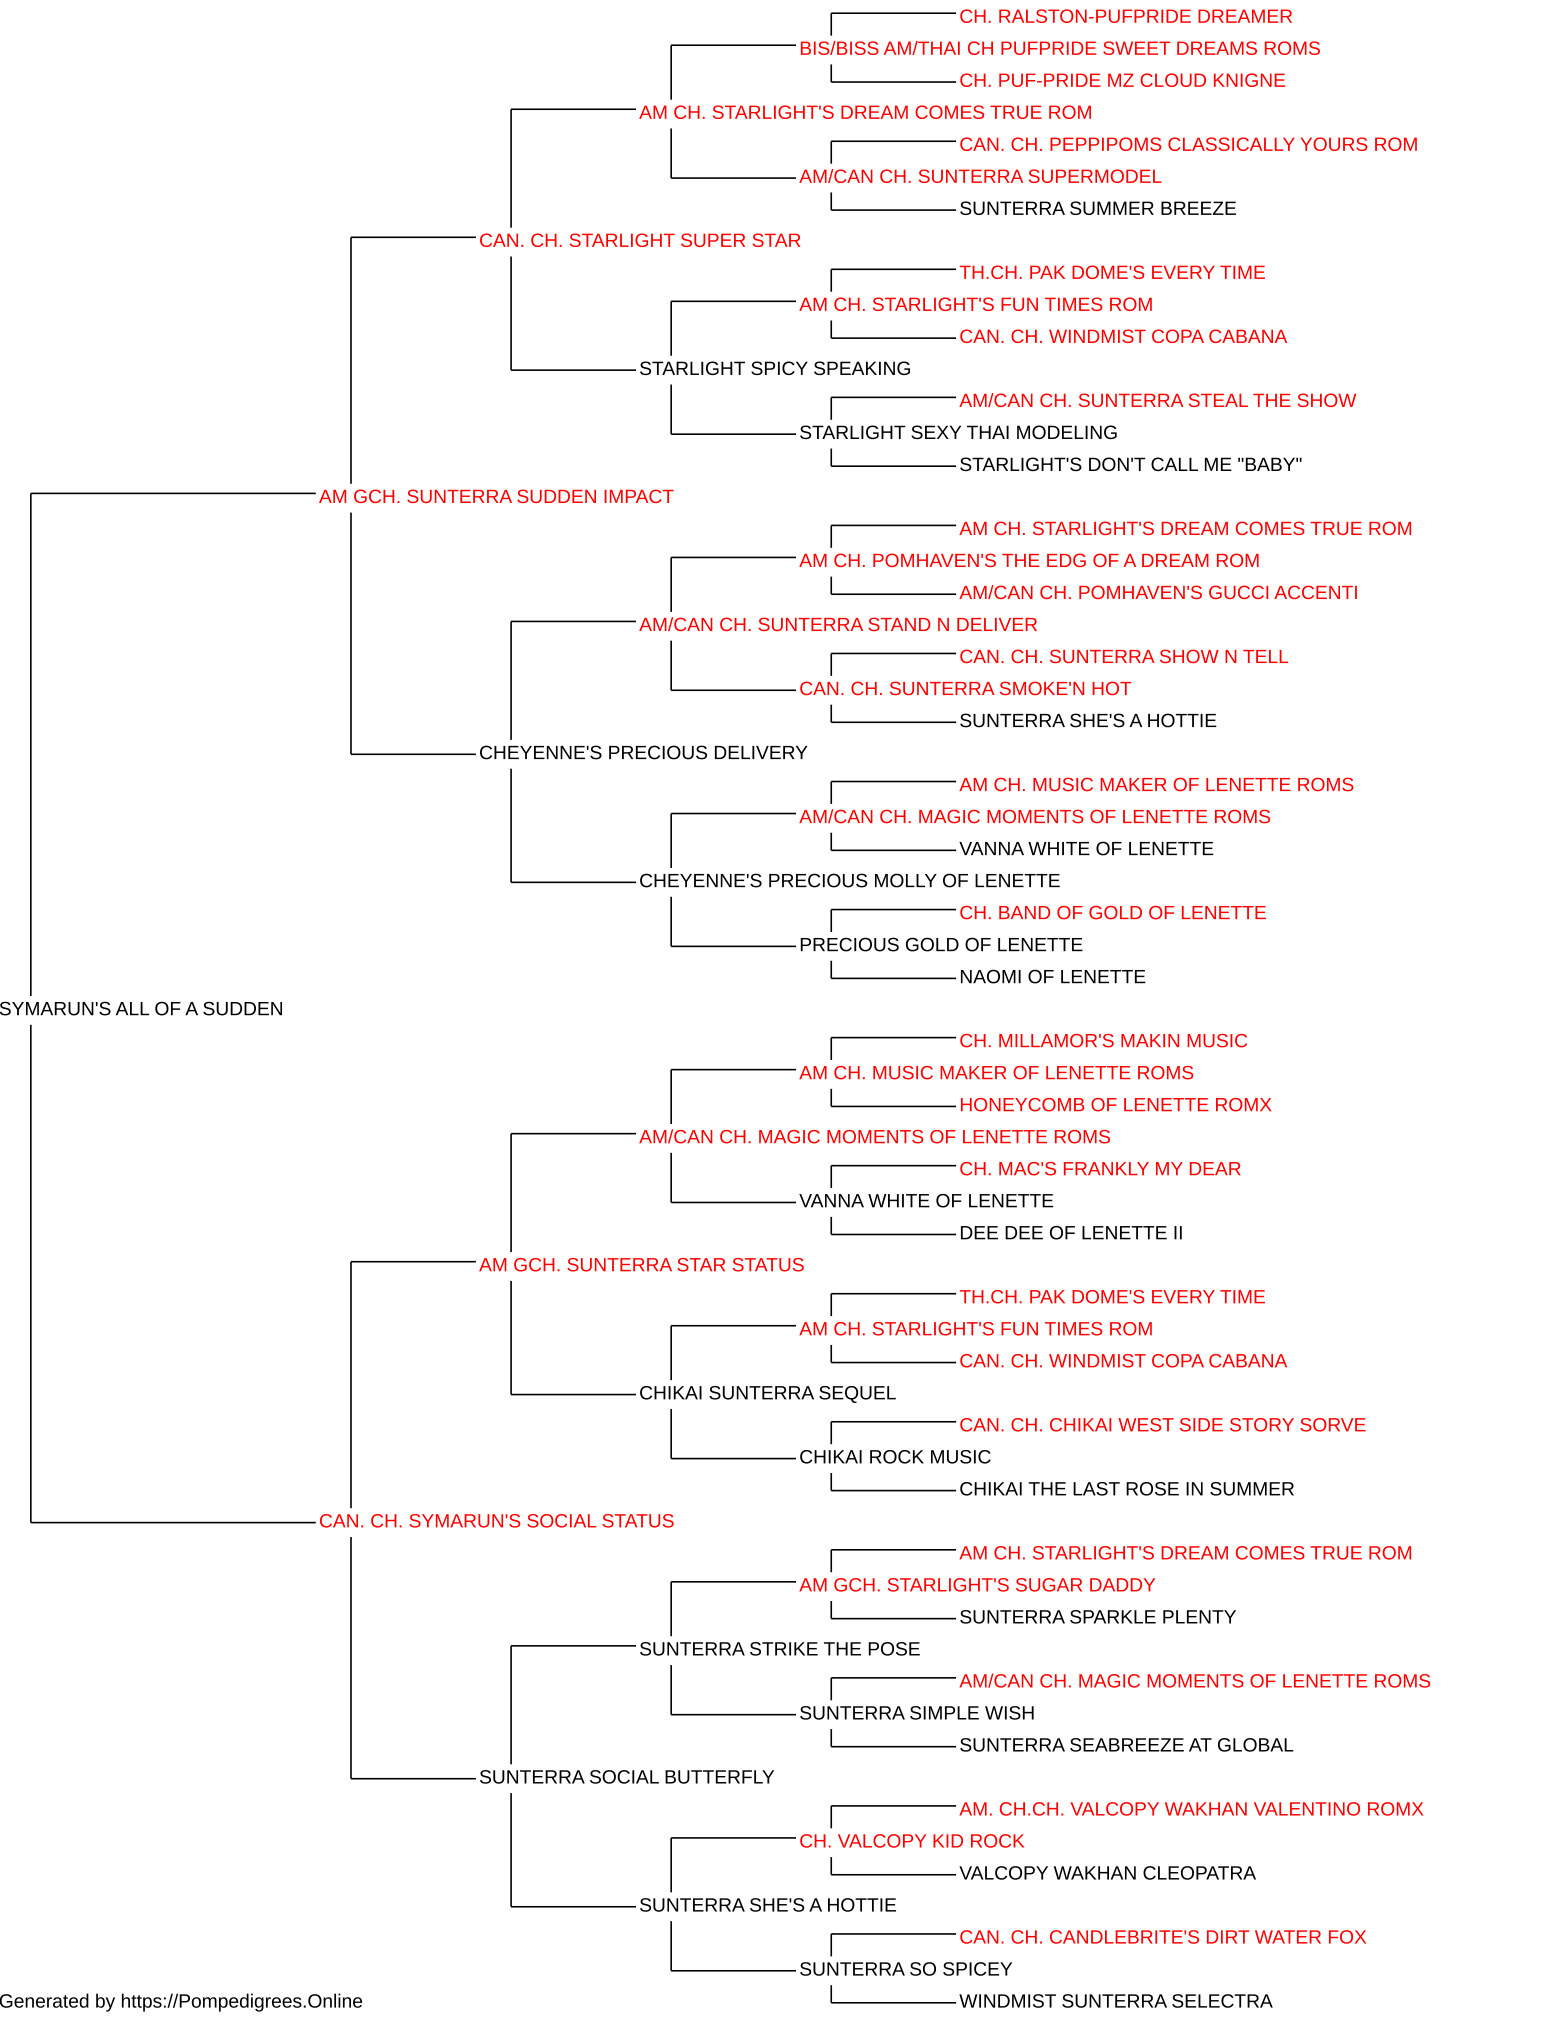 CH. RALSTON-PUFPRIDE DREAMER
BIS/BISS AM/THAI CH PUFPRIDE SWEET DREAMS ROMS
CH. PUF-PRIDE MZ CLOUD KNIGNE
AM CH. STARLIGHT'S DREAM COMES TRUE ROM
CAN. CH. PEPPIPOMS CLASSICALLY YOURS ROM
AM/CAN CH. SUNTERRA SUPERMODEL
SUNTERRA SUMMER BREEZE
CAN. CH. STARLIGHT SUPER STAR
TH.CH. PAK DOME'S EVERY TIME
AM CH. STARLIGHT'S FUN TIMES ROM
CAN. CH. WINDMIST COPA CABANA
STARLIGHT SPICY SPEAKING
AM/CAN CH. SUNTERRA STEAL THE SHOW
STARLIGHT SEXY THAI MODELING
STARLIGHT'S DON'T CALL ME "BABY"
AM GCH. SUNTERRA SUDDEN IMPACT
AM CH. STARLIGHT'S DREAM COMES TRUE ROM
AM CH. POMHAVEN'S THE EDG OF A DREAM ROM
AM/CAN CH. POMHAVEN'S GUCCI ACCENTI
AM/CAN CH. SUNTERRA STAND N DELIVER
CAN. CH. SUNTERRA SHOW N TELL
CAN. CH. SUNTERRA SMOKE'N HOT
SUNTERRA SHE'S A HOTTIE
CHEYENNE'S PRECIOUS DELIVERY
AM CH. MUSIC MAKER OF LENETTE ROMS
AM/CAN CH. MAGIC MOMENTS OF LENETTE ROMS
VANNA WHITE OF LENETTE
CHEYENNE'S PRECIOUS MOLLY OF LENETTE
CH. BAND OF GOLD OF LENETTE
PRECIOUS GOLD OF LENETTE
NAOMI OF LENETTE
SYMARUN'S ALL OF A SUDDEN
CH. MILLAMOR'S MAKIN MUSIC
AM CH. MUSIC MAKER OF LENETTE ROMS
HONEYCOMB OF LENETTE ROMX
AM/CAN CH. MAGIC MOMENTS OF LENETTE ROMS
CH. MAC'S FRANKLY MY DEAR
VANNA WHITE OF LENETTE
DEE DEE OF LENETTE II
AM GCH. SUNTERRA STAR STATUS
TH.CH. PAK DOME'S EVERY TIME
AM CH. STARLIGHT'S FUN TIMES ROM
CAN. CH. WINDMIST COPA CABANA
CHIKAI SUNTERRA SEQUEL
CAN. CH. CHIKAI WEST SIDE STORY SORVE
CHIKAI ROCK MUSIC
CHIKAI THE LAST ROSE IN SUMMER
CAN. CH. SYMARUN'S SOCIAL STATUS
AM CH. STARLIGHT'S DREAM COMES TRUE ROM
AM GCH. STARLIGHT'S SUGAR DADDY
SUNTERRA SPARKLE PLENTY
SUNTERRA STRIKE THE POSE
AM/CAN CH. MAGIC MOMENTS OF LENETTE ROMS
SUNTERRA SIMPLE WISH
SUNTERRA SEABREEZE AT GLOBAL
SUNTERRA SOCIAL BUTTERFLY
AM. CH.CH. VALCOPY WAKHAN VALENTINO ROMX
CH. VALCOPY KID ROCK
VALCOPY WAKHAN CLEOPATRA
SUNTERRA SHE'S A HOTTIE
CAN. CH. CANDLEBRITE'S DIRT WATER FOX
SUNTERRA SO SPICEY
WINDMIST SUNTERRA SELECTRA
Generated by https://Pompedigrees.Online